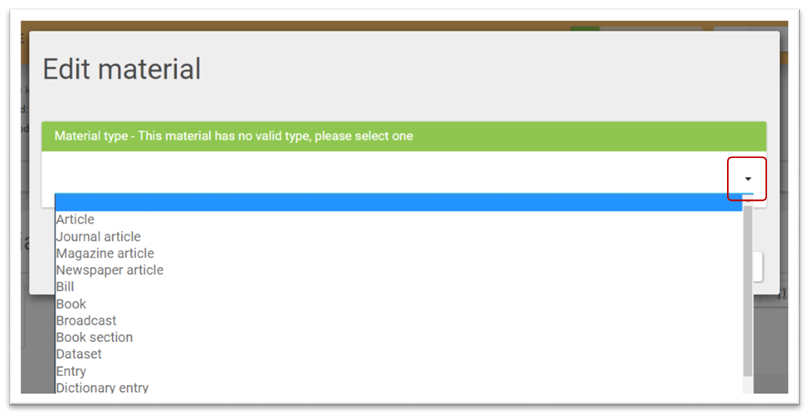 Edit material
Material type - This material has no valid type, please select one
Article
Journal article
Magazine article
Newspaper article
Bill
Book
Broadcast
Book section
Dataset
Entry
Dictionary entry